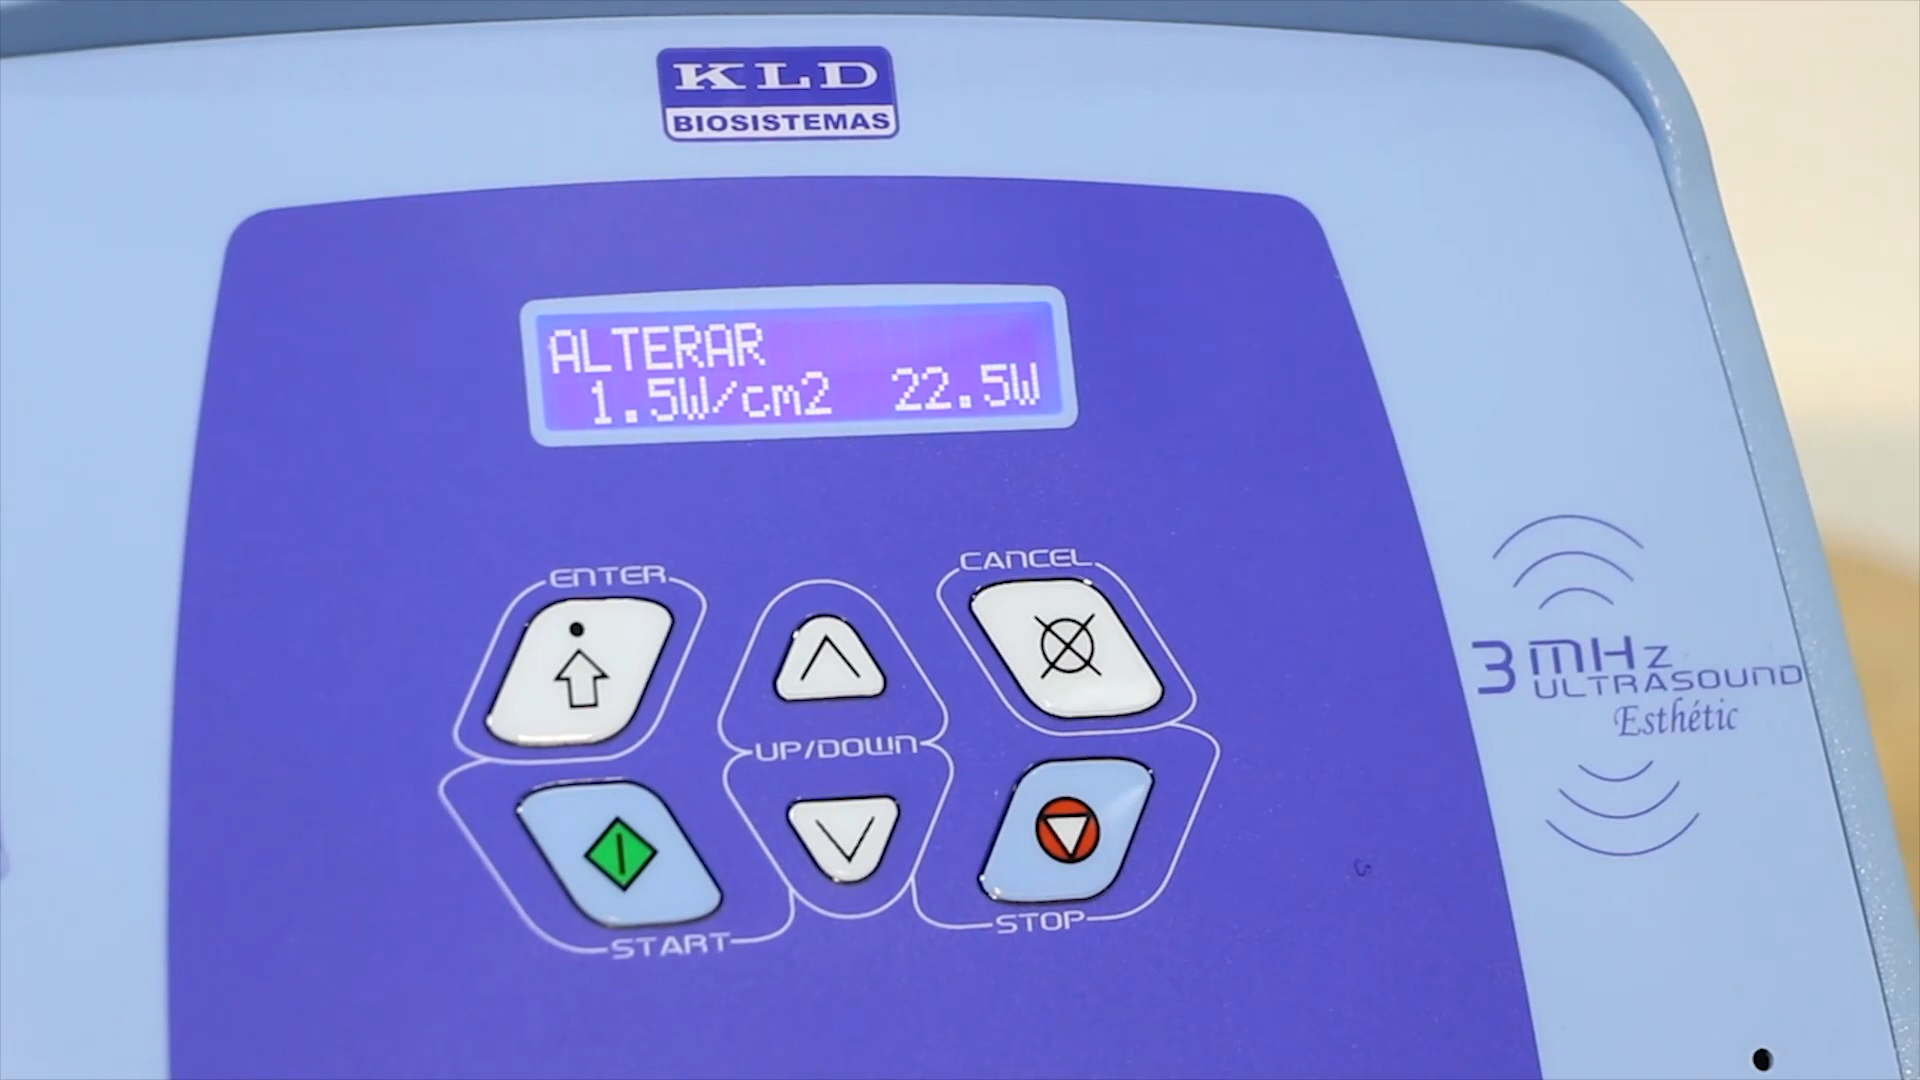 KLD
BIOSISTEMAS
ALTERAR
1.5W/cm2 22.5W
ENTER
CANCEL
UP/DOWN
START
STOP
3 MHz
ULTRASOUND
Esthétic